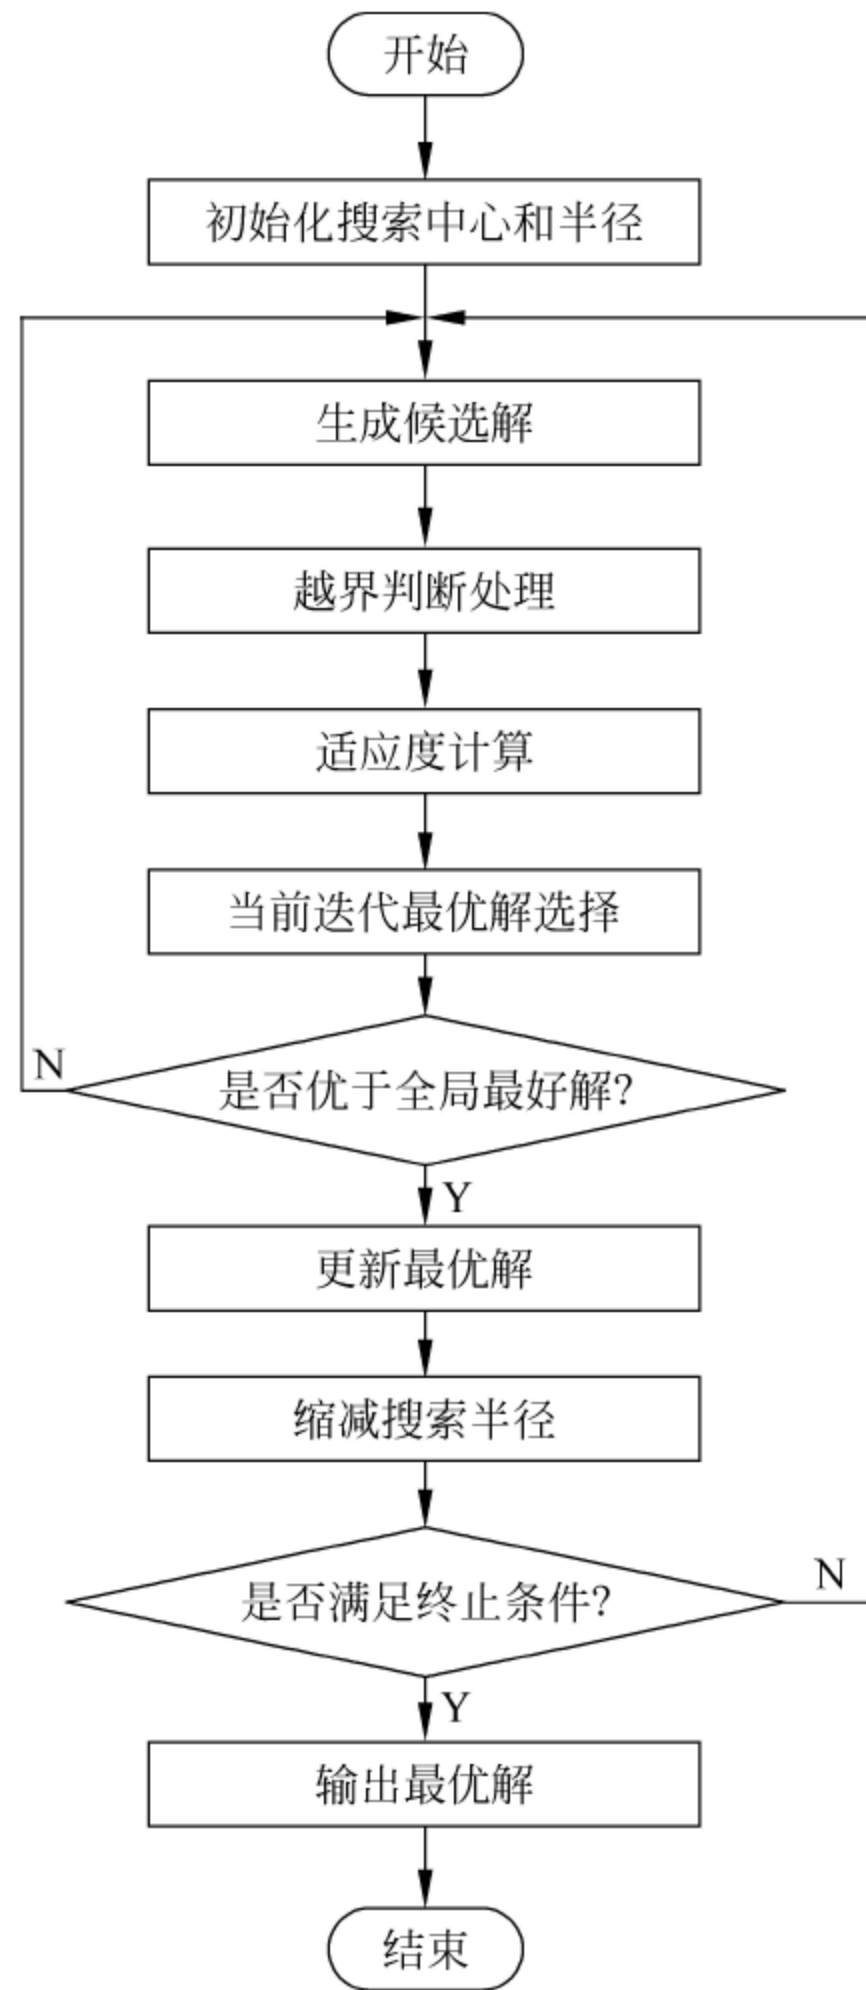 开始
初始化搜索中心和半径
生成候选解
越界判断处理
适应度计算
当前迭代最优解选择
N
是否优于全局最好解?
Y
更新最优解
缩减搜索半径
N
是否满足终止条件?
Y
输出最优解
结束